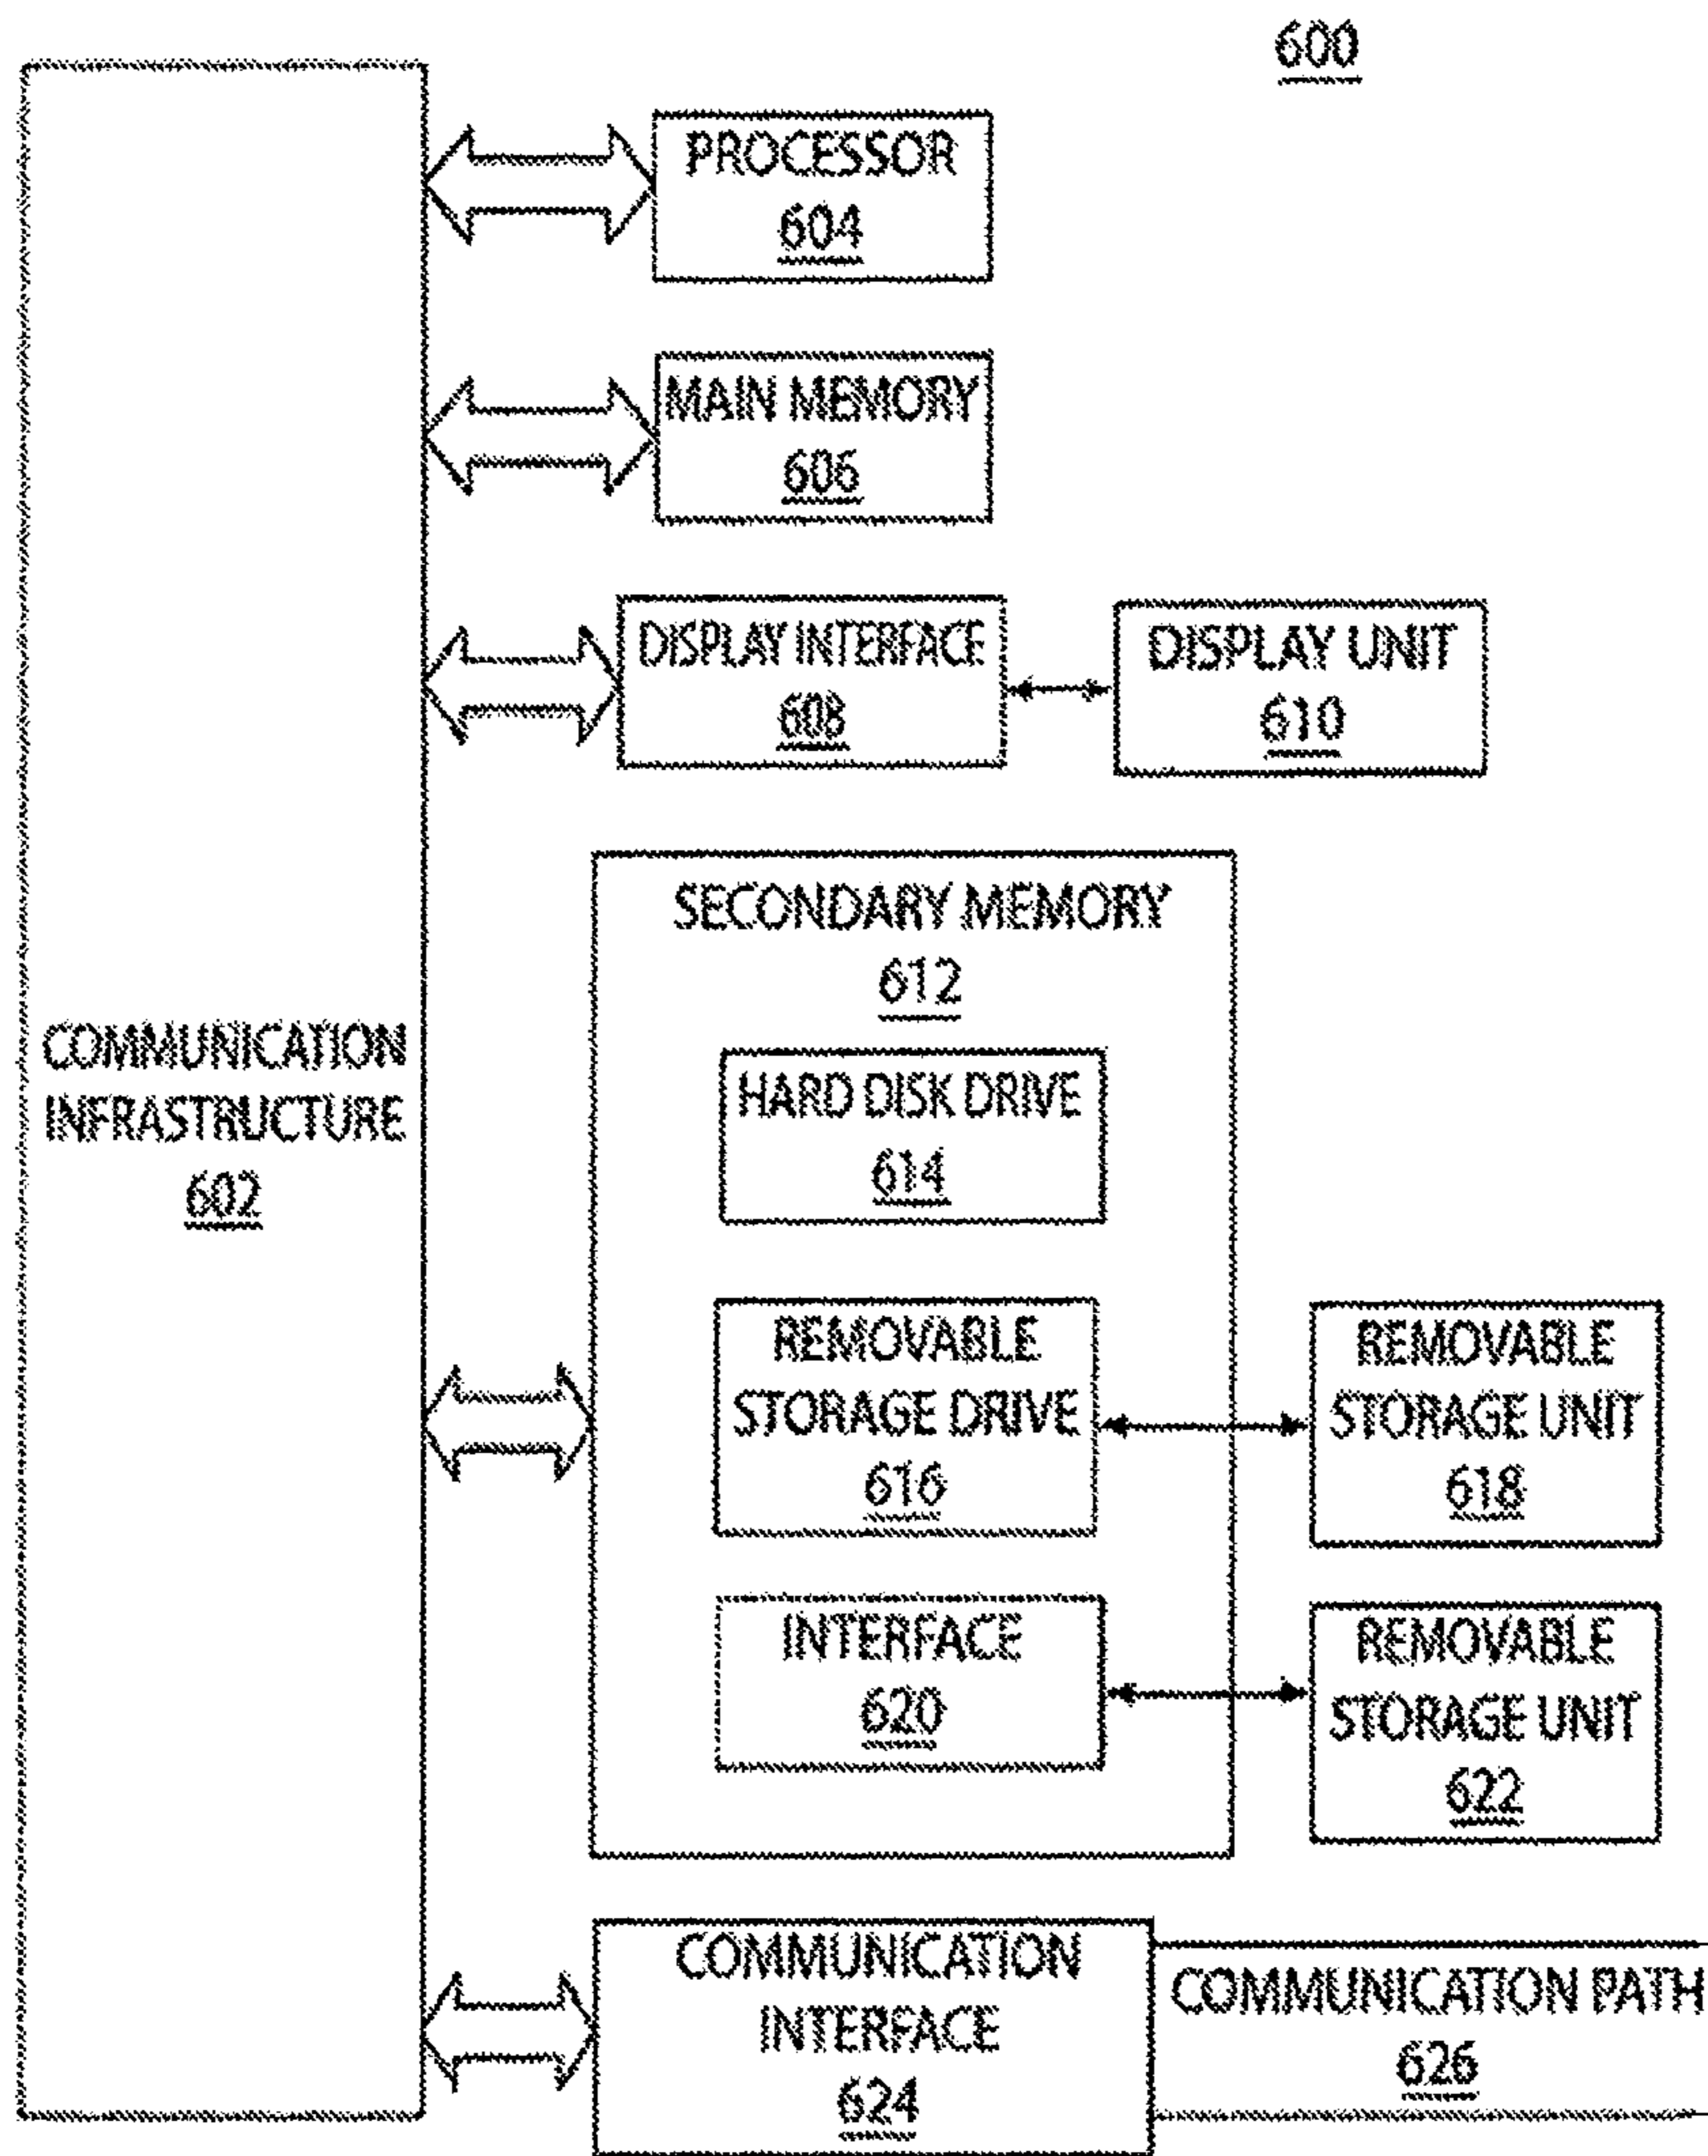 600
PROCESSOR
604
MAIN MEMORY
606
DISPLAY INTERFACE
608
DISPLAY UNIT
610
SECONDARY MEMORY
612
HARD DISK DRIVE
614
COMMUNICATION
INFRASTRUCTURE
602
REMOVABLE
STORAGE DRIVE
616
REMOVABLE
STORAGE UNIT
618
INTERFACE
620
REMOVABLE
STORAGE UNIT
622
COMMUNICATION
INTERFACE
624
COMMUNICATION PATH
626